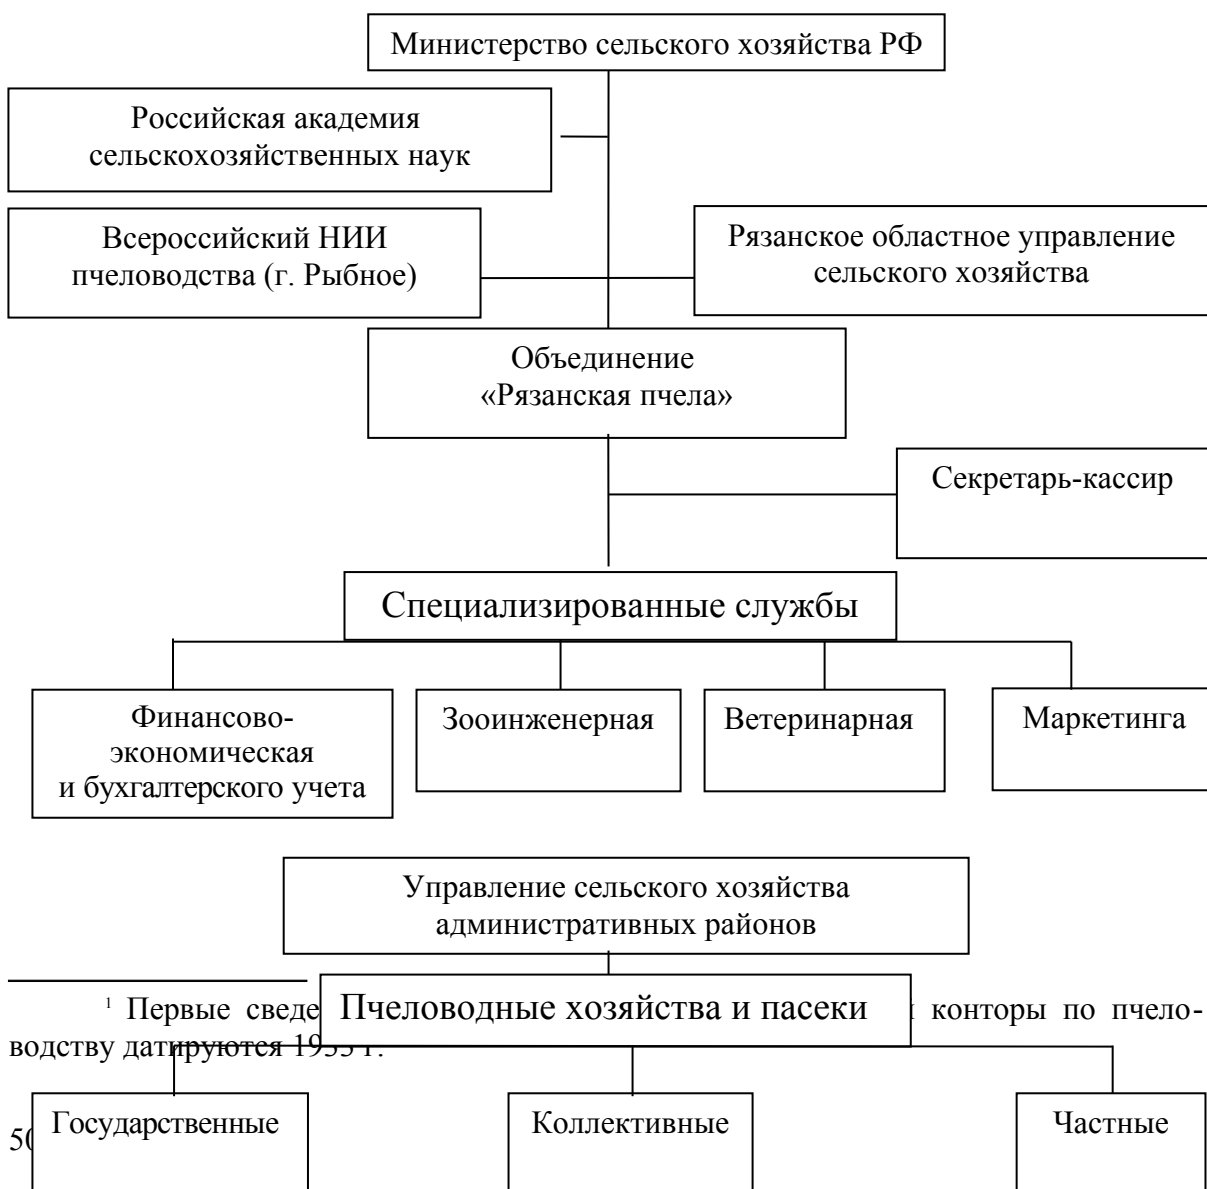 Министерство сельского хозяйства РФ
Российская академия
сельскохозяйственных наук
Всероссийский НИИ
пчеловодства (г. Рыбное)
Рязанское областное управление
сельского хозяйства
Объединение
«Рязанская пчела»
Секретарь-кассир
Специализированные службы
Финансово-
экономическая
и бухгалтерского учета
Зооинженерная
Ветеринарная
Маркетинга
Управление сельского хозяйства
административных районов
Пчеловодные хозяйства и пасеки
1 Первые конторы по пчело-
водству датируются г.
Государственные
Коллективные
Частные